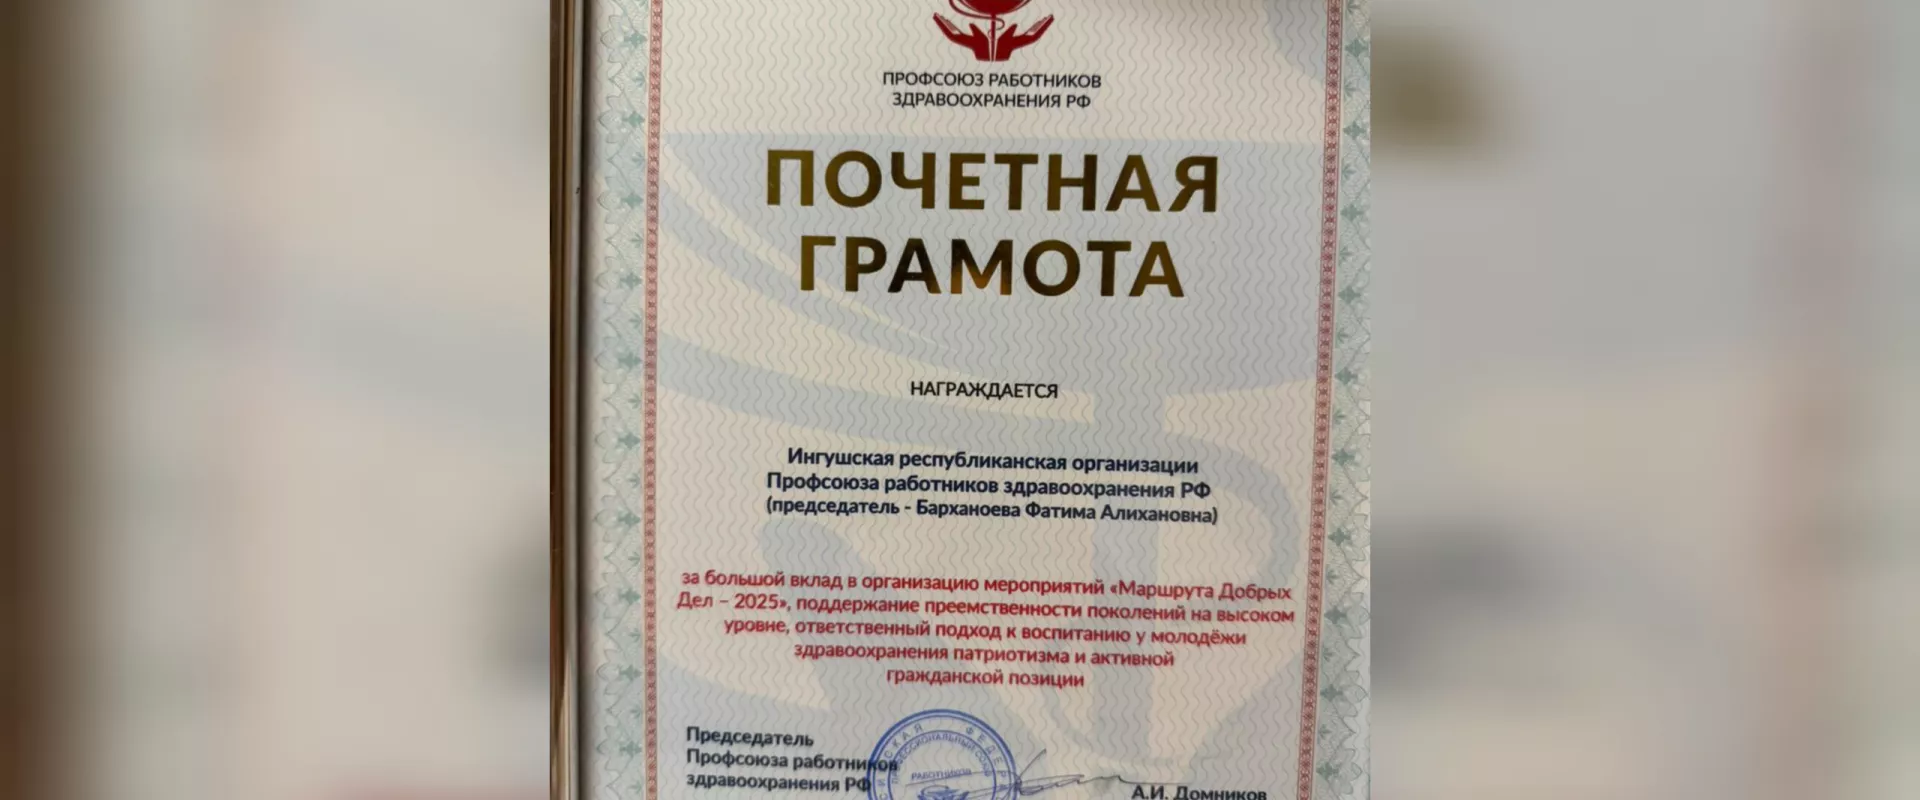 ПРОФСОЮЗ РАБОТНИКОВ
ЗДРАВООХРАНЕНИЯ РФ
ПОЧЕТНАЯ
ГРАМОТА
НАГРАЖДАЕТСЯ
Ингушская республиканская организации
Профсоюза работников здравоохранения РФ
(председатель - Барханоева Фатима Алихановна)
за большой вклад в организацию мероприятий «Маршрута Добрых
Дел – 2025», поддержание преемственности поколений на высоком
уровне, ответственный подход к воспитанию у молодёжи
здравоохранения патриотизма и активной
гражданской позиции
Председатель
Профсоюза работников
здравоохранения РФ
РАБОТНИКОВ
А.И. Домников